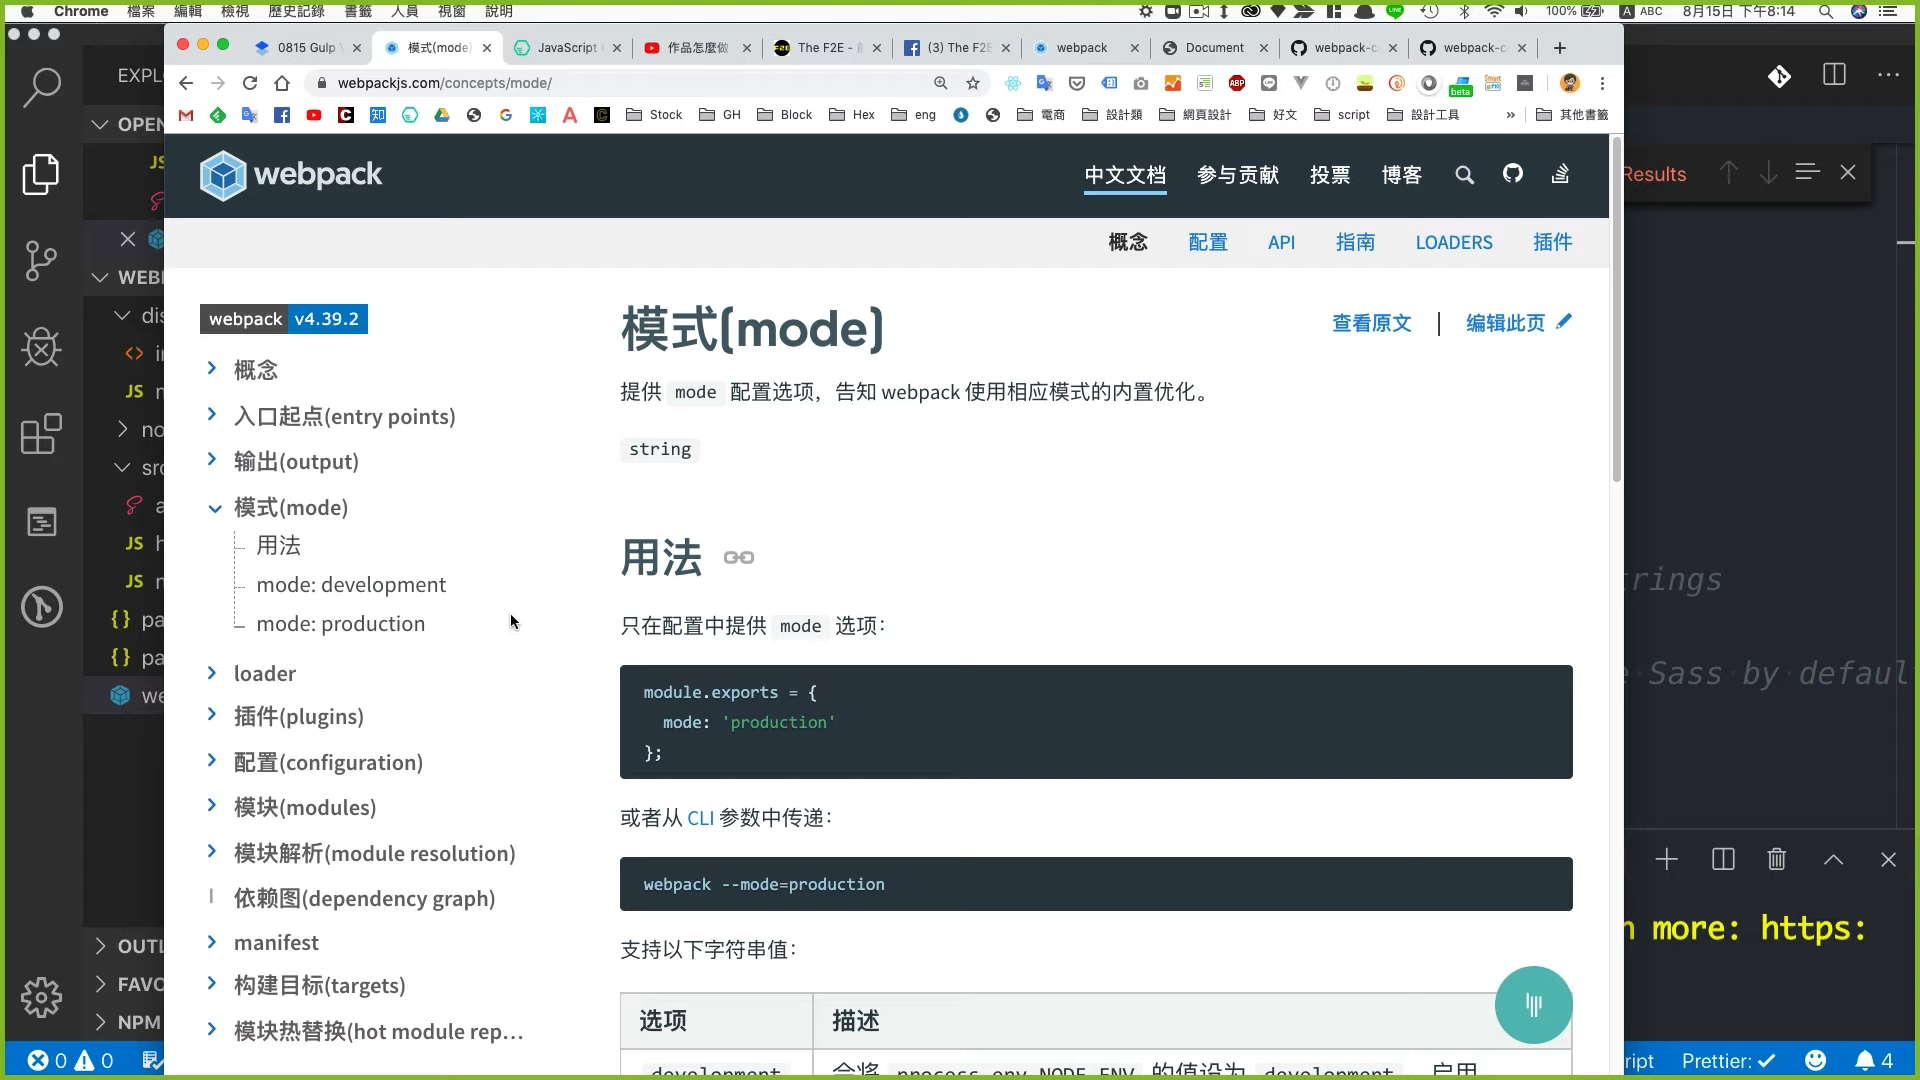 Chrome 檔案 編輯 檢視 歷史記錄 書籤 人員 視窗 說明 100% A ABC 8月15日 下午8:14
0815 Gulp 模式(mode) JavaScript 作品怎麼做 The F2E - (3) The F2E webpack Document webpack-c webpack-c
webpackjs.com/concepts/mode/
beta
Stock GH Block Hex eng 電商 設計類 網頁設計 好文 script 設計工具 » 其他書籤
EXPL
OPEN
WEBI
dis
no
src
pa
pa
we
OUTL
FAVO
NPM
webpack
中文文档 参与贡献 投票 博客
概念 配置 API 指南 LOADERS 插件
webpack v4.39.2
概念
入口起点(entry points)
输出(output)
模式(mode)
用法
mode: development
mode: production
loader
插件(plugins)
配置(configuration)
模块(modules)
模块解析(module resolution)
依赖图(dependency graph)
manifest
构建目标(targets)
模块热替换(hot module rep...
模式(mode)
查看原文 | 编辑此页
提供 mode 配置选项，告知 webpack 使用相应模式的内置优化。
string
用法
只在配置中提供 mode 选项：
module.exports = {
mode: 'production'
};
或者从 CLI 参数中传递：
webpack --mode=production
支持以下字符串值：
选项 描述
development 会将 process.env.NODE_ENV 的值设为 development 。启用
Results
trings
Sass by defaul
more: https:
0 0 ript Prettier: 4